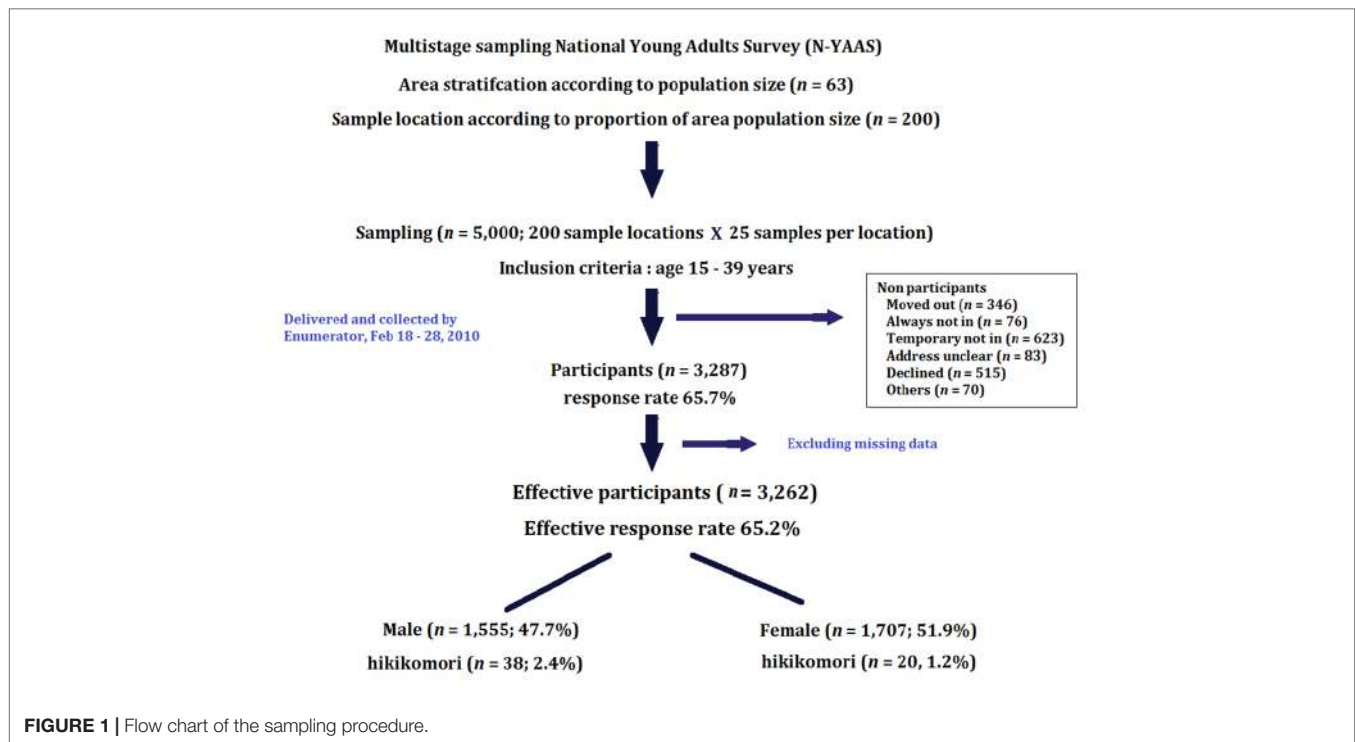 Multistage sampling National Young Adults Survey (N-YAAS)
Area stratifcation according to population size (n = 63)
Sample location according to proportion of area population size (n = 200)
Sampling (n = 5,000; 200 sample locations X 25 samples per location)
Inclusion criteria : age 15 - 39 years
Delivered and collected by
Enumerator, Feb 18 - 28, 2010
Non participants
Moved out (n = 346)
Always not in (n = 76)
Temporary not in (n = 623)
Address unclear (n = 83)
Declined (n = 515)
Others (n = 70)
Participants (n = 3,287)
response rate 65.7%
Excluding missing data
Effective participants ( n= 3,262)
Effective response rate 65.2%
Male (n = 1,555; 47.7%)
hikikomori (n = 38; 2.4%)
Female (n = 1,707; 51.9%)
hikikomori (n = 20, 1.2%)
FIGURE 1 | Flow chart of the sampling procedure.